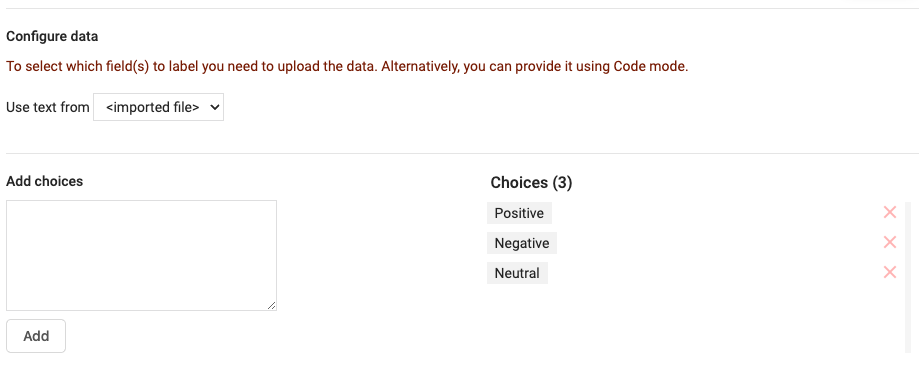 Configure data
To select which field(s) to label you need to upload the data. Alternatively, you can provide it using Code mode.
Use text from <imported file>
Add choices
Choices (3)
Positive
Negative
Neutral
Add